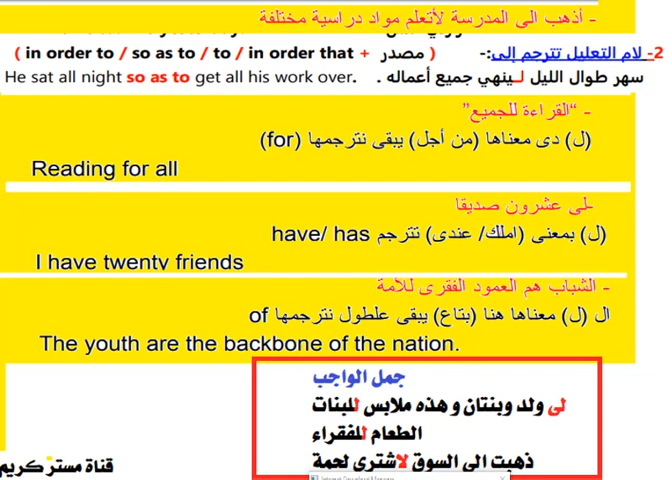 - أذهب الى المدرسة لأتعلم مواد دراسية مختلفة
2- لام التعليل تترجم إلى:- ( in order to / so as to / to / in order that + مصدر )
سهر طوال الليل لينهي جميع أعماله . He sat all night so as to get all his work over.
- “القراءة للجميع”
(ل) دى معناها (من أجل) يبقى نترجمها (for)
Reading for all
-لى عشرون صديقا
(ل) بمعنى (املك/ عندى) تترجم have/ has
I have twenty friends
- الشباب هم العمود الفقرى للأمة
ال (ل) معناها هنا (بتاع) يبقى علطول نترجمها of
The youth are the backbone of the nation.
جمل الواجب
لى ولد وبنتان و هذه ملابس للبنات
الطعام للفقراء
ذهبت الى السوق لاشترى لحمة
قناة مستر كريم